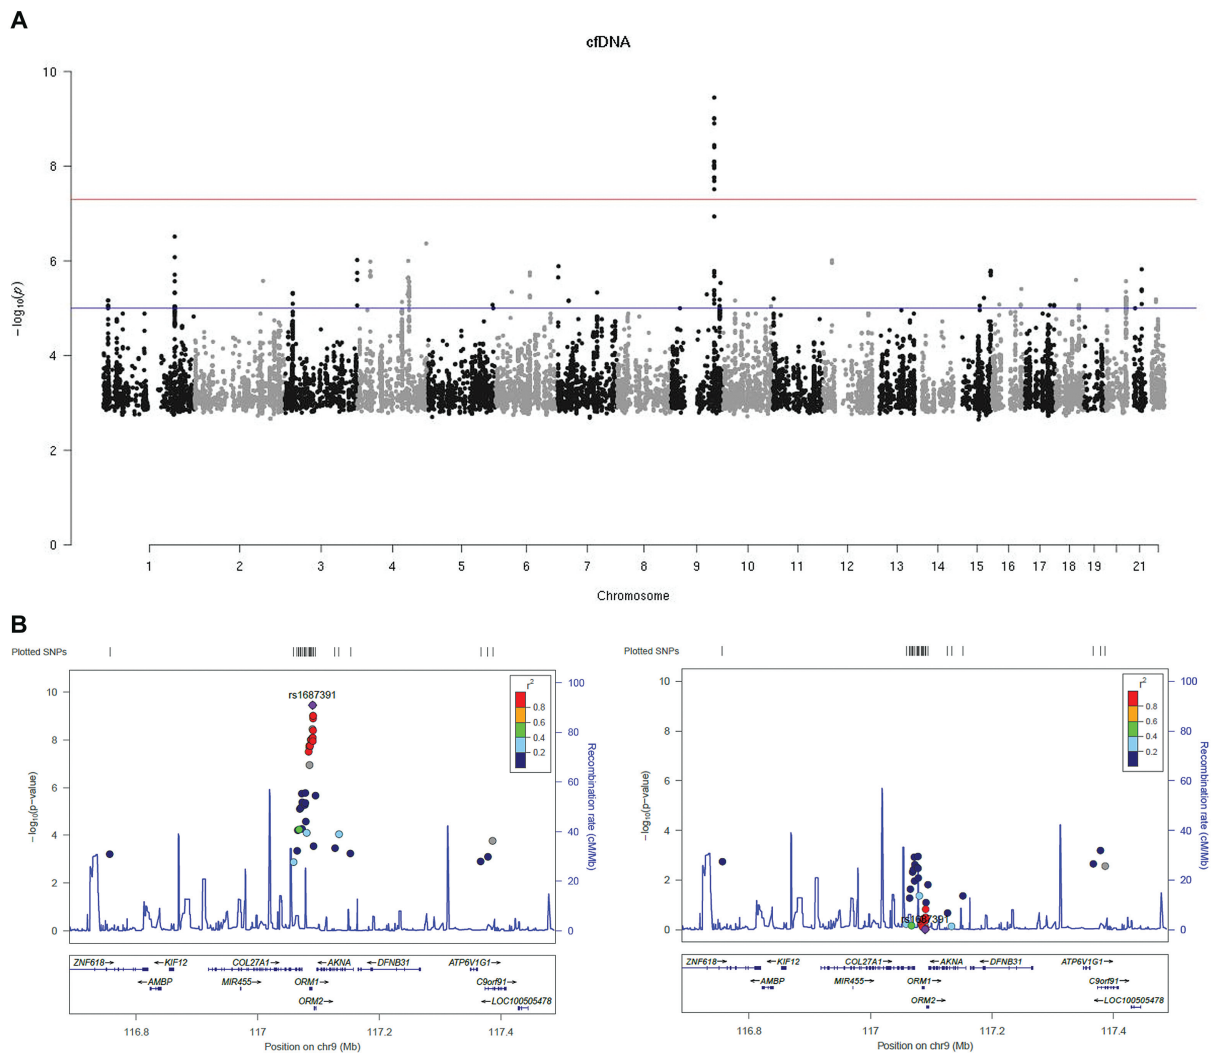 A
cfDNA
10
8
6
4
2
0
−log10(p)
1 2 3 4 5 6 7 8 9 10 11 12 13 14 15 16 17 18 19 21
Chromosome
B
Plotted SNPs
rs1687391
r2
0.8
0.6
0.4
0.2
10
8
6
4
2
0
−log10(p−value)
100
80
60
40
20
0
Recombination rate (cM/Mb)
ZNF618→ ←KIF12 COL27A1→ ←AKNA ←DFNB31 ATP6V1G1→
←AMBP MIR455→ ORM1→ C9orf91→
ORM2→ ←LOC100505478
116.8 117 117.2 117.4
Position on chr9 (Mb)
Plotted SNPs
rs1687391
r2
0.8
0.6
0.4
0.2
10
8
6
4
2
0
−log10(p−value)
100
80
60
40
20
0
Recombination rate (cM/Mb)
ZNF618→ ←KIF12 COL27A1→ ←AKNA ←DFNB31 ATP6V1G1→
←AMBP MIR455→ ORM1→ C9orf91→
ORM2→ ←LOC100505478
116.8 117 117.2 117.4
Position on chr9 (Mb)